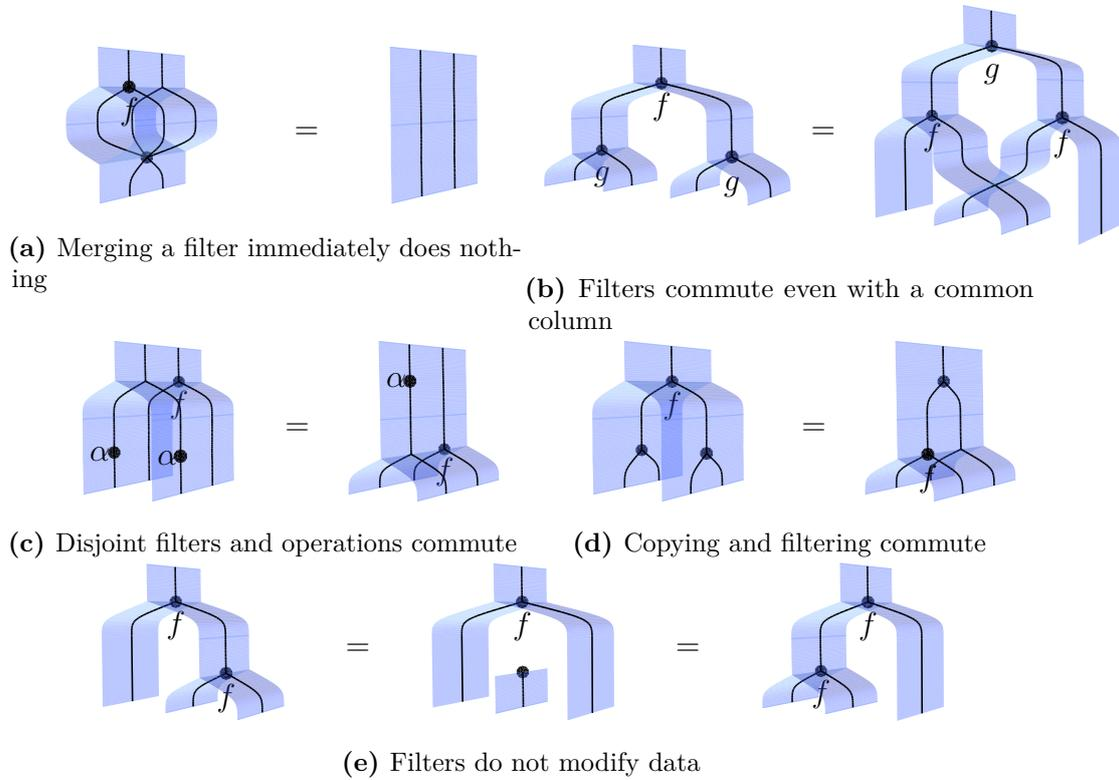 f
=
f
g
g
=
g
f
f
(a) Merging a filter immediately does noth-
ing
(b) Filters commute even with a common
column
α
α
f
=
α
f
f
=
f
(c) Disjoint filters and operations commute
(d) Copying and filtering commute
f
f
=
f
=
f
f
(e) Filters do not modify data